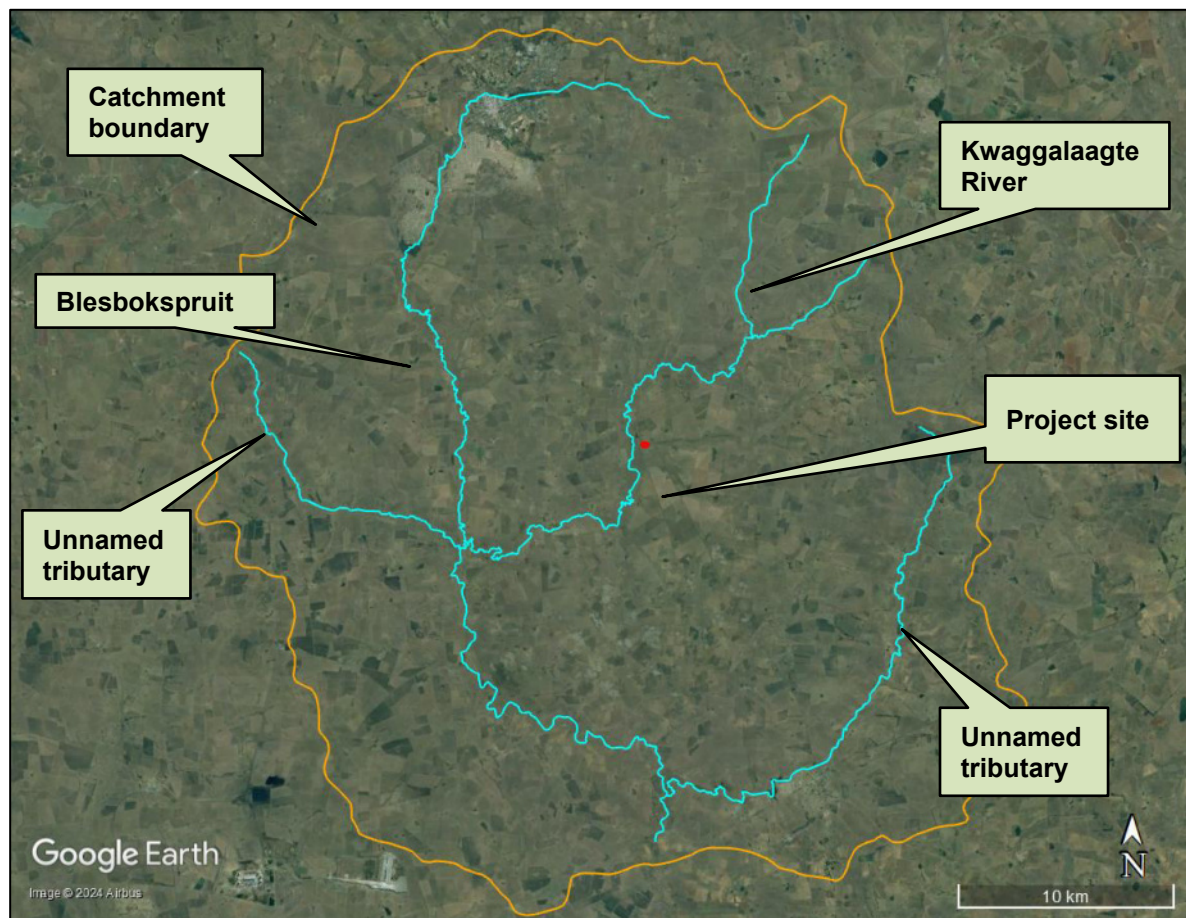 Catchment
boundary
Kwaggalaagte
River
Blesbokspruit
Project site
Unnamed
tributary
Unnamed
tributary
Google Earth
Image © 2024 Airbus
N
10 km